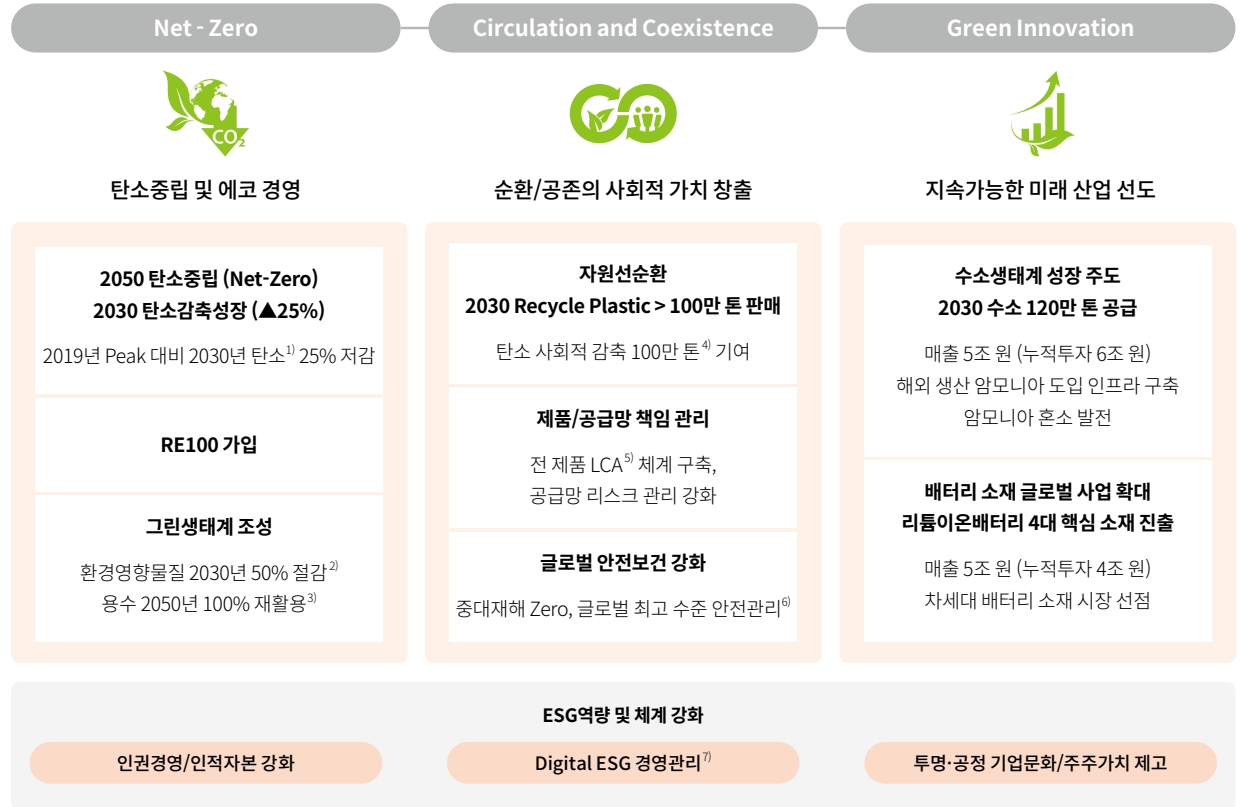 Net - Zero
Circulation and Coexistence
Green Innovation
CO2
탄소중립 및 에코 경영
순환/공존의 사회적 가치 창출
지속가능한 미래 산업 선도
2050 탄소중립 (Net-Zero)
2030 탄소감축성장 (▲25%)
2019년 Peak 대비 2030년 탄소1) 25% 저감
RE100 가입
그린생태계 조성
환경영향물질 2030년 50% 절감2)
용수 2050년 100% 재활용3)
자원선순환
2030 Recycle Plastic > 100만 톤 판매
탄소 사회적 감축 100만 톤4) 기여
제품/공급망 책임 관리
전 제품 LCA5) 체계 구축,
공급망 리스크 관리 강화
글로벌 안전보건 강화
중대재해 Zero, 글로벌 최고 수준 안전관리6)
수소생태계 성장 주도
2030 수소 120만 톤 공급
매출 5조 원 (누적투자 6조 원)
해외 생산 암모니아 도입 인프라 구축
암모니아 혼소 발전
배터리 소재 글로벌 사업 확대
리튬이온배터리 4대 핵심 소재 진출
매출 5조 원 (누적투자 4조 원)
차세대 배터리 소재 시장 선점
ESG역량 및 체계 강화
인권경영/인적자본 강화
Digital ESG 경영관리7)
투명·공정 기업문화/주주가치 제고